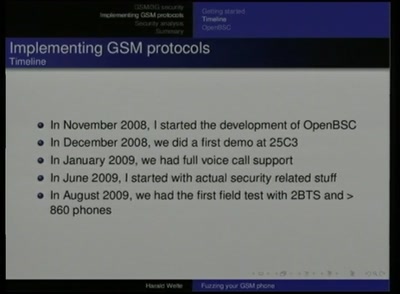 GSM/3G security
Implementing GSM protocols
Security analysis
Summary
Getting started
Timeline
OpenBSC
Implementing GSM protocols
Timeline
In November 2008, I started the development of OpenBSC
In December 2008, we did a first demo at 25C3
In January 2009, we had full voice call support
In June 2009, I started with actual security related stuff
In August 2009, we had the first field test with 2BTS and >
860 phones
Harald Welte
Fuzzing your GSM phone